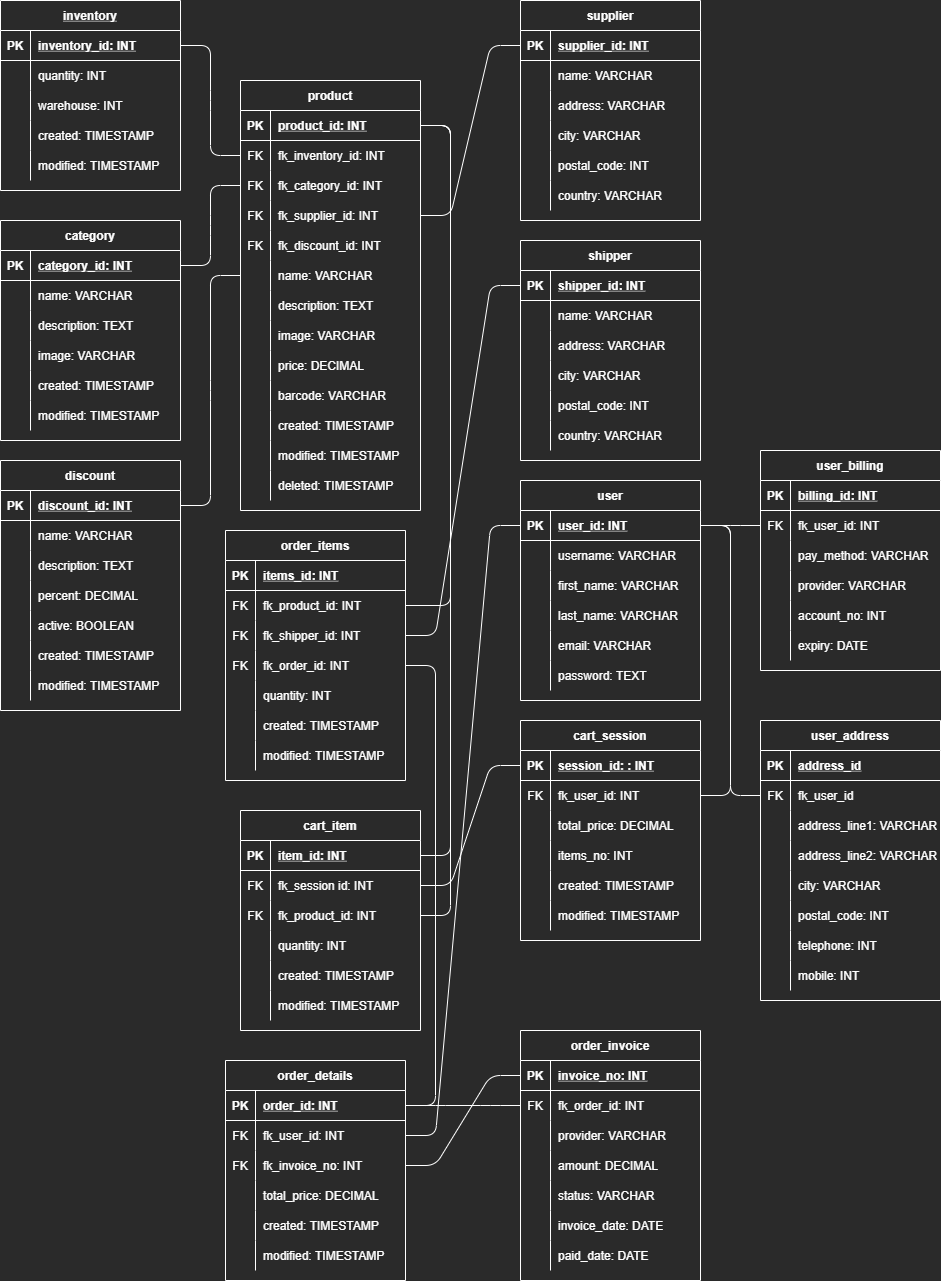 inventory
PK inventory_id: INT
quantity: INT
warehouse: INT
created: TIMESTAMP
modified: TIMESTAMP
category
PK category_id: INT
name: VARCHAR
description: TEXT
image: VARCHAR
created: TIMESTAMP
modified: TIMESTAMP
discount
PK discount_id: INT
name: VARCHAR
description: TEXT
percent: DECIMAL
active: BOOLEAN
created: TIMESTAMP
modified: TIMESTAMP
product
PK product_id: INT
FK fk_inventory_id: INT
FK fk_category_id: INT
FK fk_supplier_id: INT
FK fk_discount_id: INT
name: VARCHAR
description: TEXT
image: VARCHAR
price: DECIMAL
barcode: VARCHAR
created: TIMESTAMP
modified: TIMESTAMP
deleted: TIMESTAMP
order_items
PK items_id: INT
FK fk_product_id: INT
FK fk_shipper_id: INT
FK fk_order_id: INT
quantity: INT
created: TIMESTAMP
modified: TIMESTAMP
cart_item
PK item_id: INT
FK fk_session id: INT
FK fk_product_id: INT
quantity: INT
created: TIMESTAMP
modified: TIMESTAMP
order_details
PK order_id: INT
FK fk_user_id: INT
FK fk_invoice_no: INT
total_price: DECIMAL
created: TIMESTAMP
modified: TIMESTAMP
supplier
PK supplier_id: INT
name: VARCHAR
address: VARCHAR
city: VARCHAR
postal_code: INT
country: VARCHAR
shipper
PK shipper_id: INT
name: VARCHAR
address: VARCHAR
city: VARCHAR
postal_code: INT
country: VARCHAR
user
PK user_id: INT
username: VARCHAR
first_name: VARCHAR
last_name: VARCHAR
email: VARCHAR
password: TEXT
cart_session
PK session_id: : INT
FK fk_user_id: INT
total_price: DECIMAL
items_no: INT
created: TIMESTAMP
modified: TIMESTAMP
order_invoice
PK invoice_no: INT
FK fk_order_id: INT
provider: VARCHAR
amount: DECIMAL
status: VARCHAR
invoice_date: DATE
paid_date: DATE
user_billing
PK billing_id: INT
FK fk_user_id: INT
pay_method: VARCHAR
provider: VARCHAR
account_no: INT
expiry: DATE
user_address
PK address_id
FK fk_user_id
address_line1: VARCHAR
address_line2: VARCHAR
city: VARCHAR
postal_code: INT
telephone: INT
mobile: INT